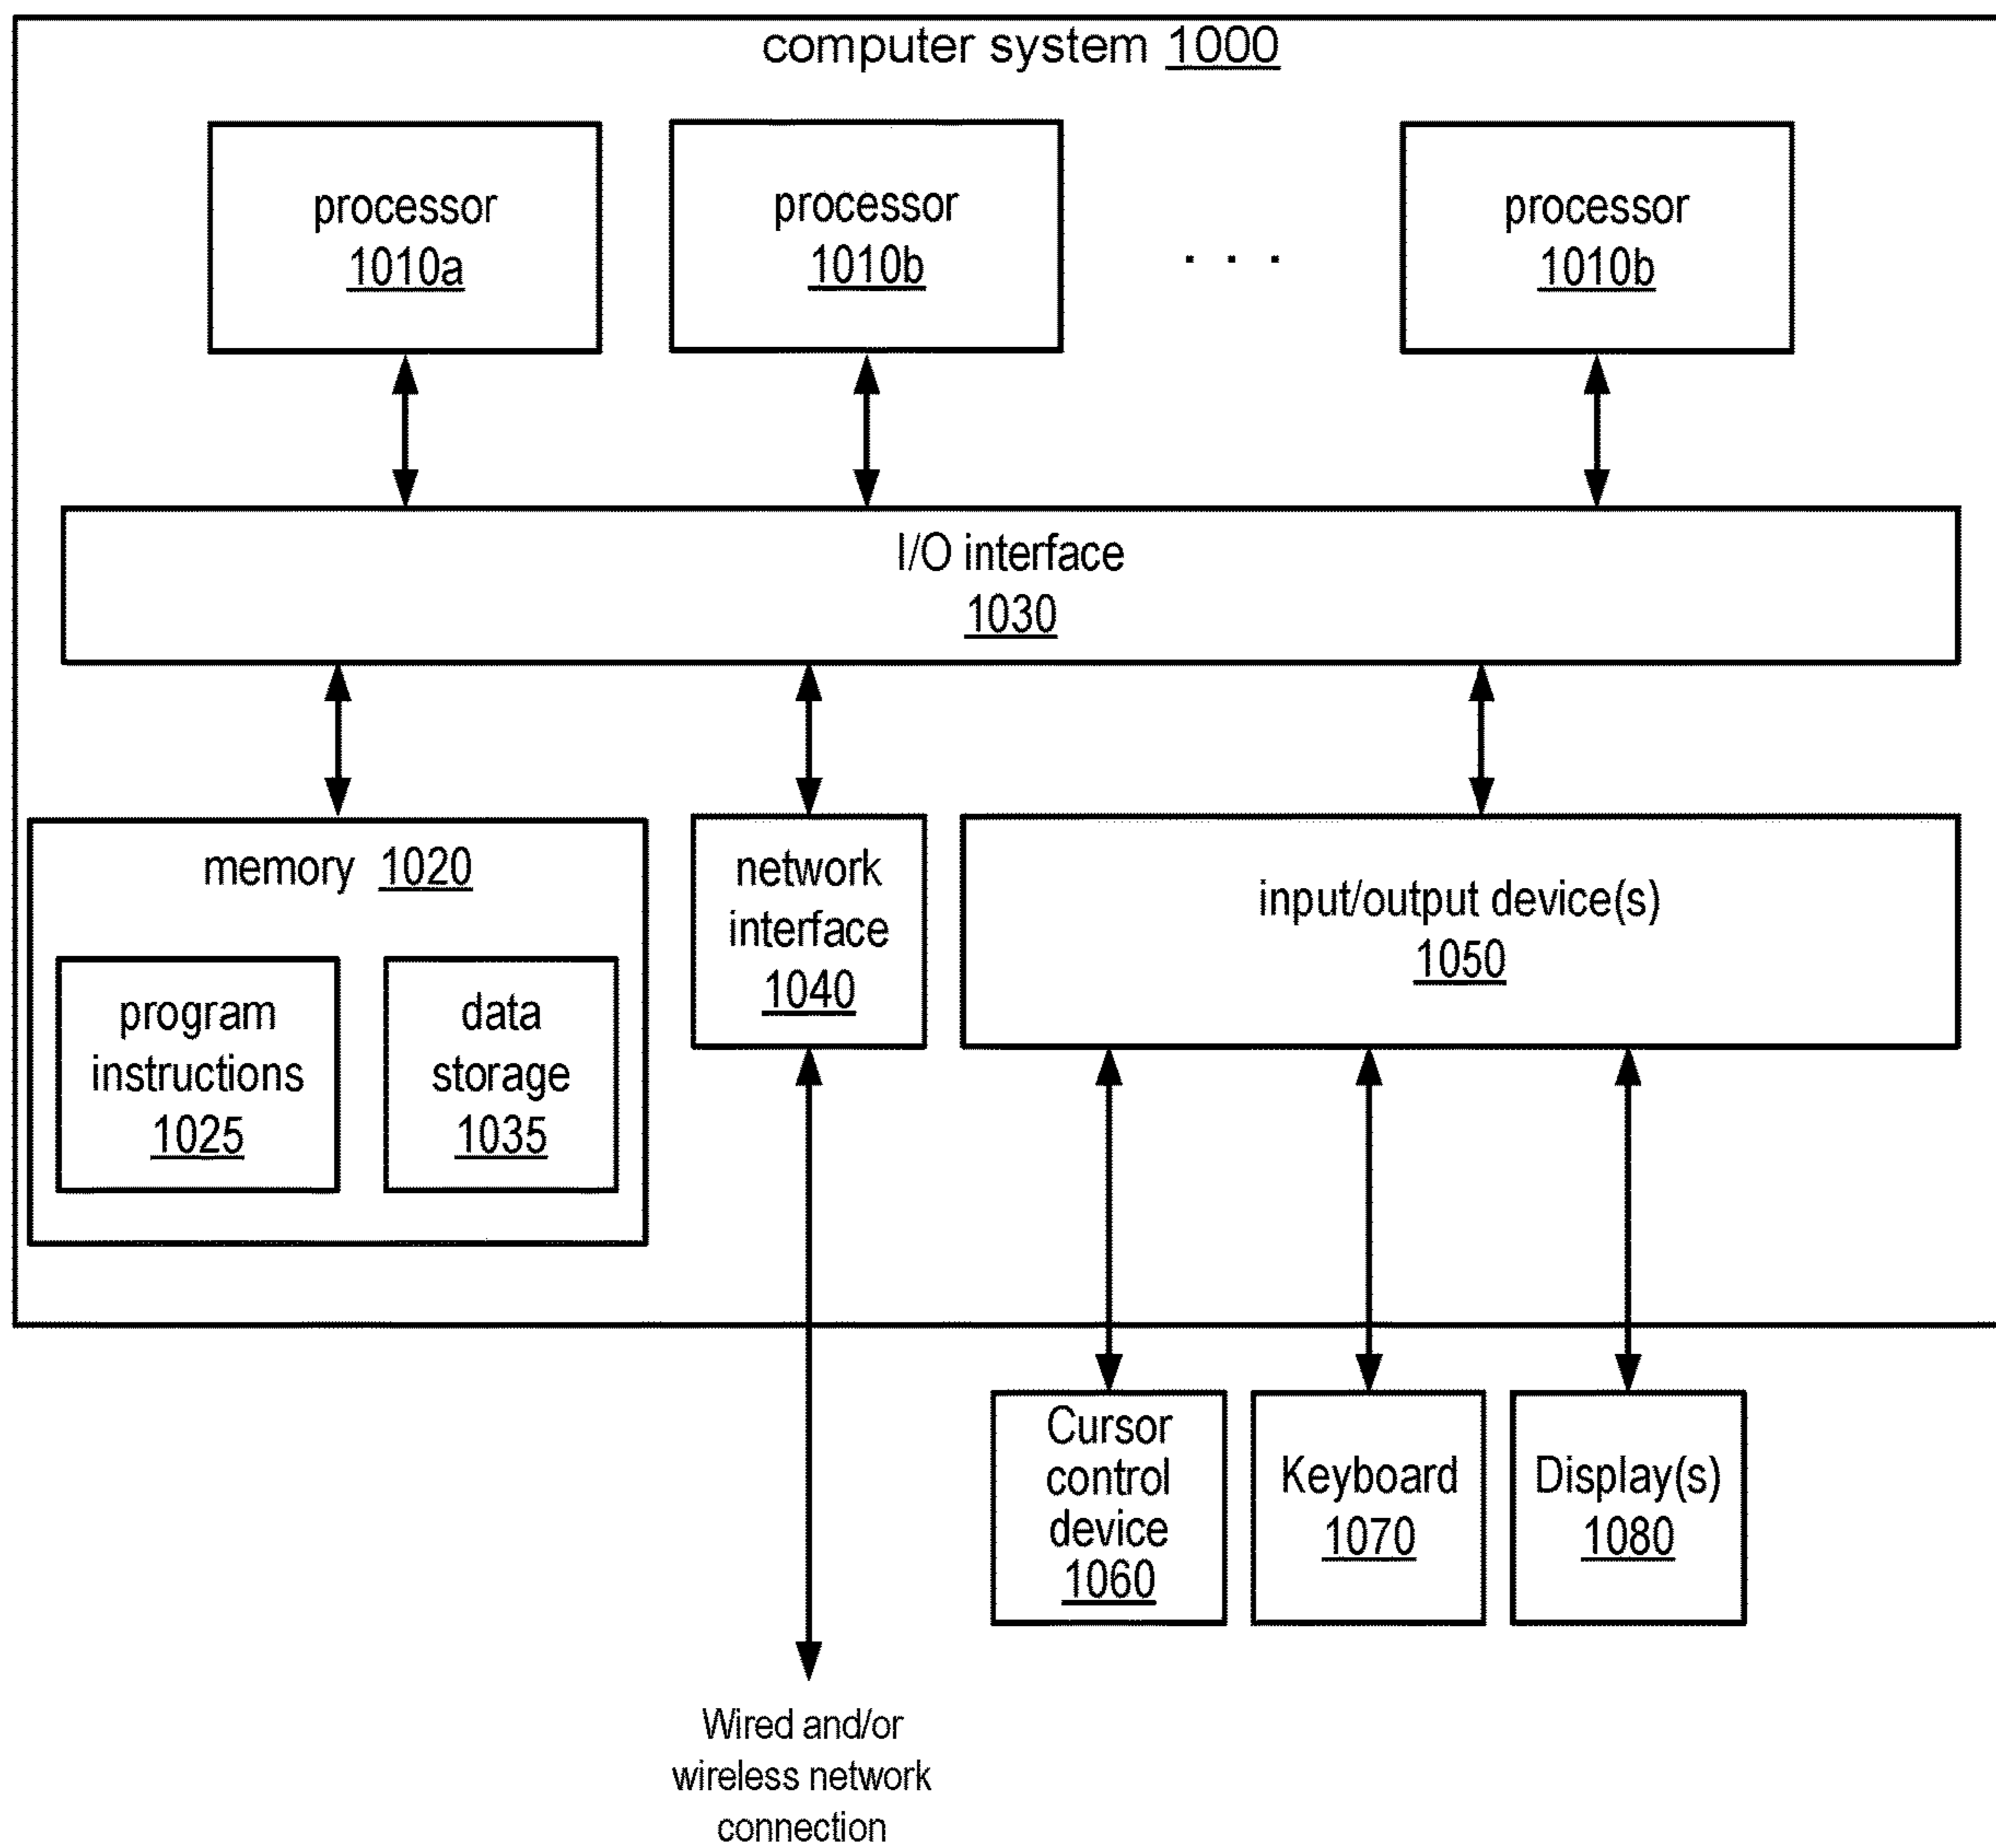 computer system 1000
processor
1010a
processor
1010b
. . .
processor
1010b
I/O interface
1030
memory 1020
program
instructions
1025
data
storage
1035
network
interface
1040
input/output device(s)
1050
Cursor
control
device
1060
Keyboard
1070
Display(s)
1080
Wired and/or
wireless network
connection